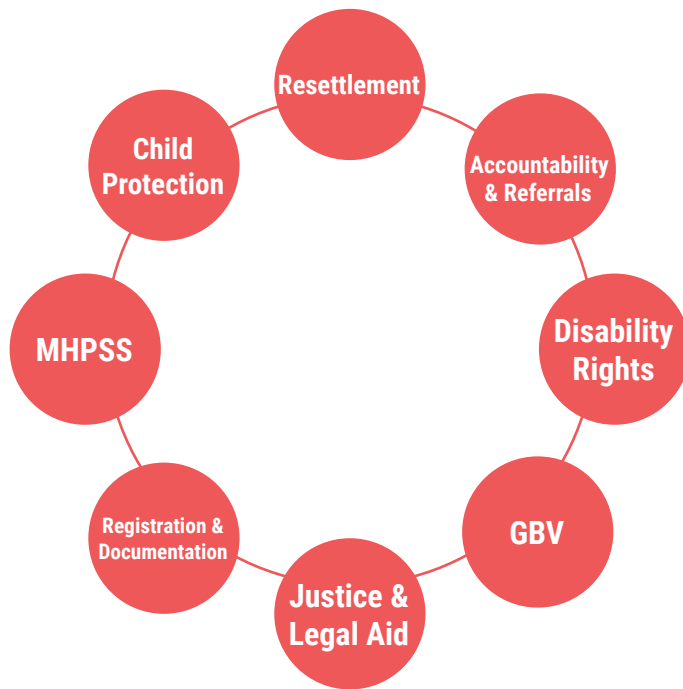 Resettlement
Accountability
& Referrals
Disability
Rights
GBV
Justice &
Legal Aid
Registration &
Documentation
MHPSS
Child
Protection